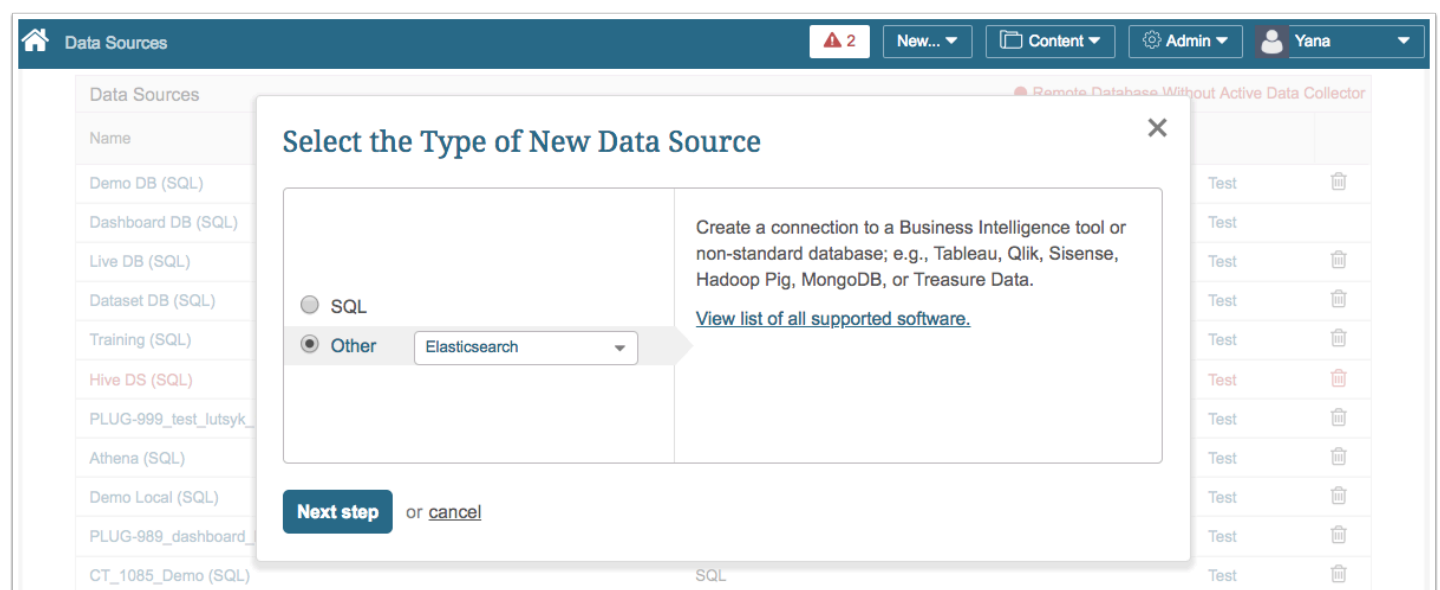 Data Sources
2
New...
Content
Admin
Yana
Data Sources
Remote Database Without Active Data Collector
Name
Select the Type of New Data Source
Demo DB (SQL)
Test
Dashboard DB (SQL)
Test
Live DB (SQL)
Test
Dataset DB (SQL)
Test
Training (SQL)
Test
Hive DS (SQL)
Test
PLUG-999_test_lutsyk_
Test
Athena (SQL)
Test
Demo Local (SQL)
Test
PLUG-989_dashboard_
Test
CT_1085_Demo (SQL)
SQL
Test
SQL
Other
Elasticsearch
Create a connection to a Business Intelligence tool or
non-standard database; e.g., Tableau, Qlik, Sisense,
Hadoop Pig, MongoDB, or Treasure Data.
View list of all supported software.
Next step
or cancel